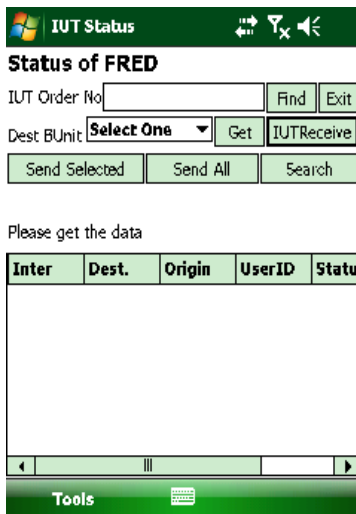 IUT Status
Status of FRED
IUT Order No Find Exit
Dest BUnit Select One Get IUTReceive
Send Selected Send All Search
Please get the data
Inter Dest. Origin UserID Statu
Tools